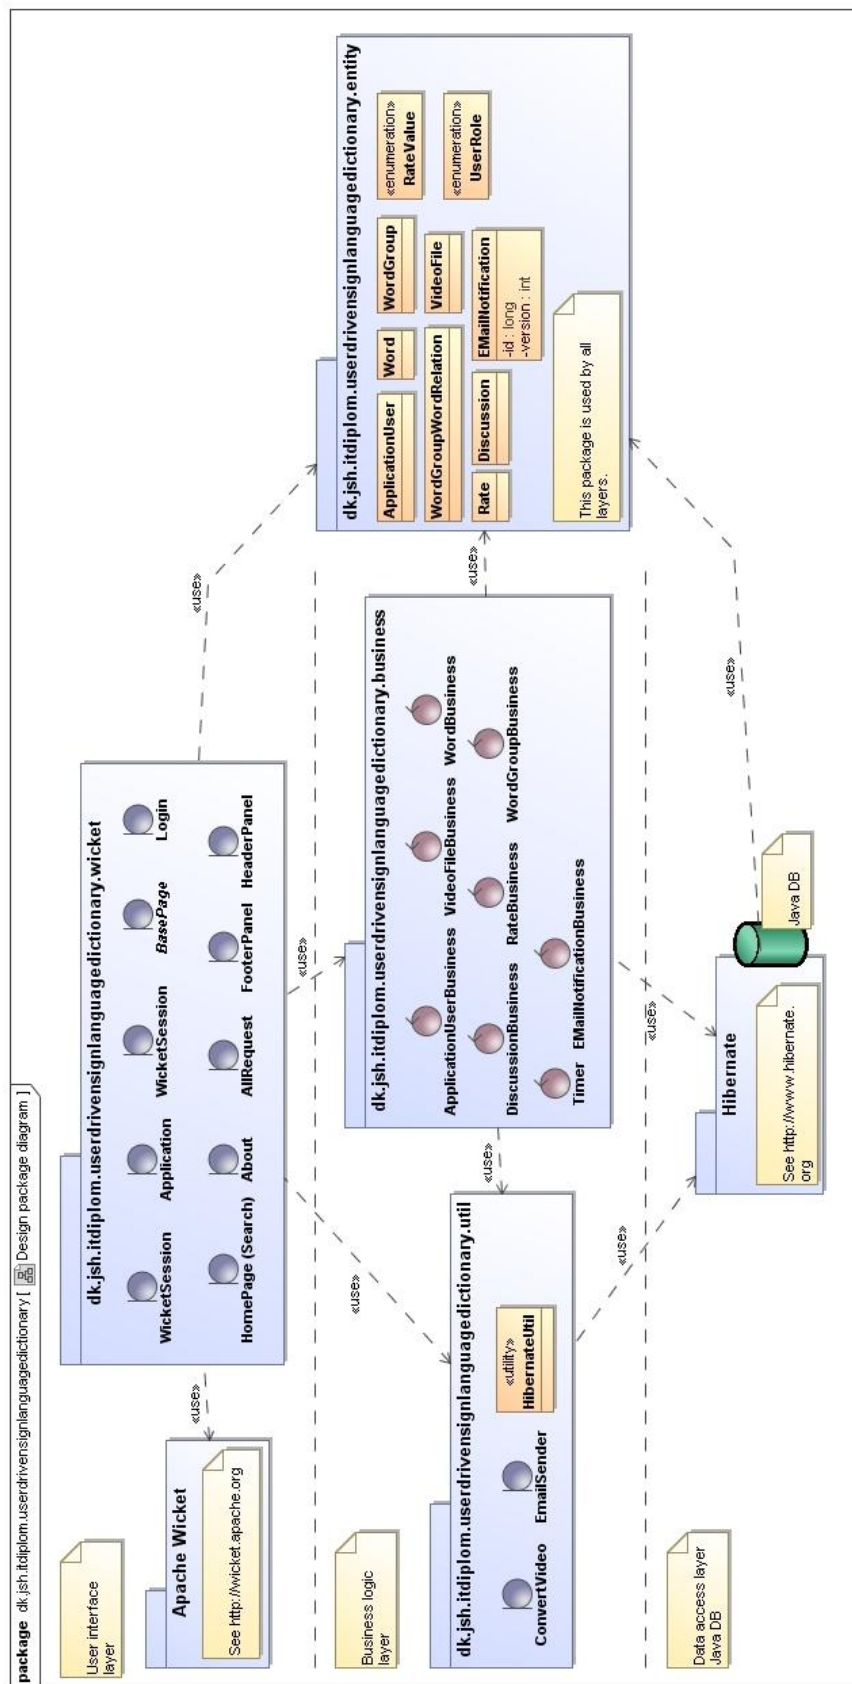 package dk.jsh.itdiplom.userdrivensignlanguagedictionary [ Design package diagram ]
User interface
layer
Apache Wicket
See http://wicket.apache.org
«use»
dk.jsh.itdiplom.userdrivensignlanguagedictionary.wicket
WicketSession
Application
WicketSession
BasePage
Login
HomePage (Search)
About
AllRequest
FooterPanel
HeaderPanel
«use»
«use»
«use»
Business logic
layer
dk.jsh.itdiplom.userdrivensignlanguagedictionary.util
ConvertVideo
EmailSender
«utility»
HibernateUtil
«use»
dk.jsh.itdiplom.userdrivensignlanguagedictionary.business
ApplicationUserBusiness
VideoFileBusiness
WordBusiness
DiscussionBusiness
RateBusiness
WordGroupBusiness
Timer
EMailNotificationBusiness
«use»
dk.jsh.itdiplom.userdrivensignlanguagedictionary.entity
ApplicationUser
Word
WordGroup
«enumeration»
RateValue
WordGroupWordRelation
VideoFile
«enumeration»
UserRole
Rate
Discussion
EMailNotification
-id : long
-version : int
This package is used by all
layers.
«use»
«use»
«use»
Data access layer
Java DB
Hibernate
See http://www.hibernate.
org
Java DB